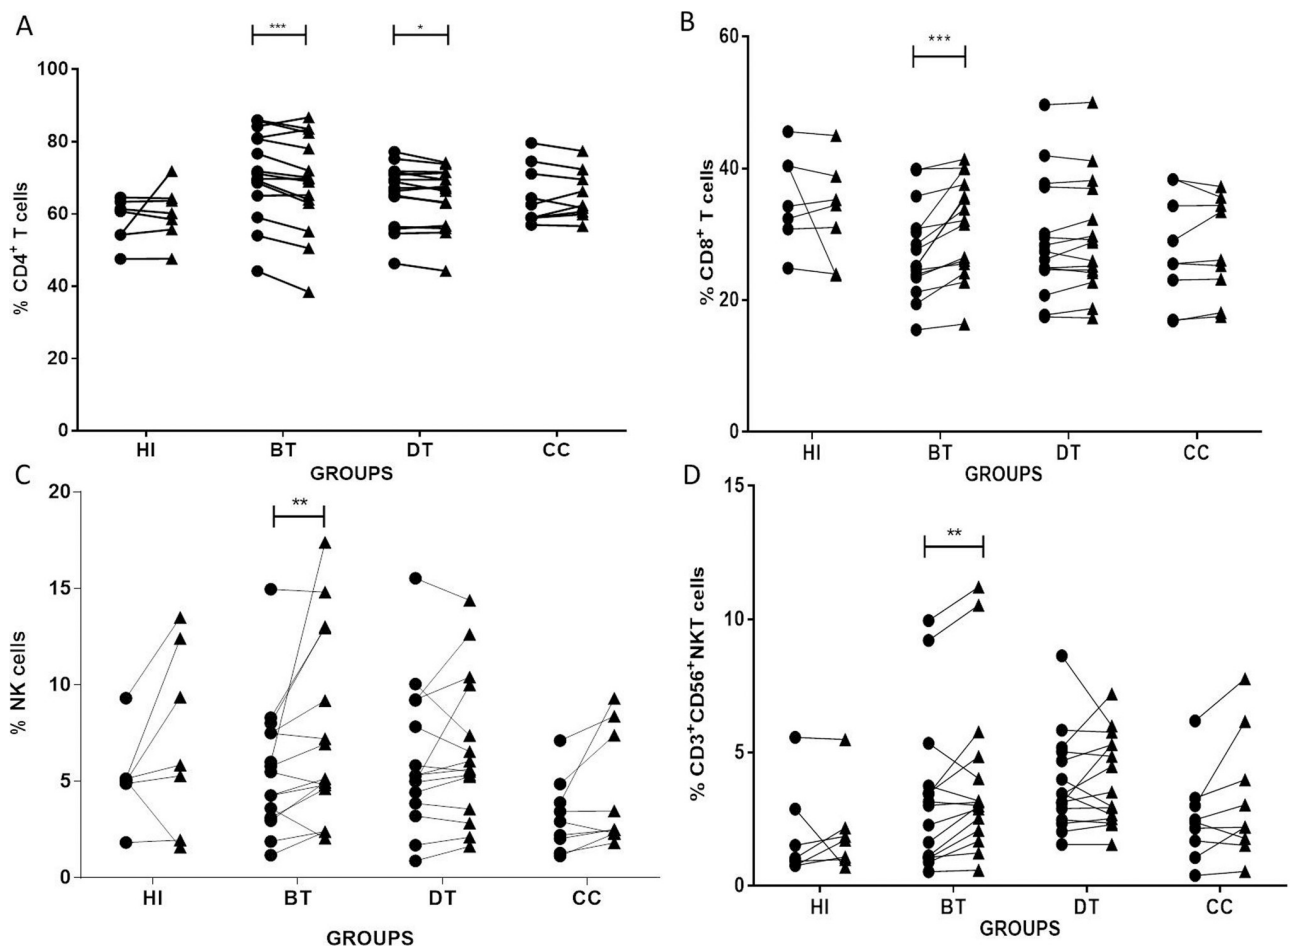 A
***
*
% CD4⁺ T cells
100
80
60
40
20
0
HI
BT
DT
CC
GROUPS
B
***
% CD8⁺ T cells
60
40
20
0
HI
BT
DT
CC
GROUPS
C
**
% NK cells
20
15
10
5
0
HI
BT
DT
CC
GROUPS
D
**
% CD3⁺CD56⁺NKT cells
15
10
5
0
HI
BT
DT
CC
GROUPS